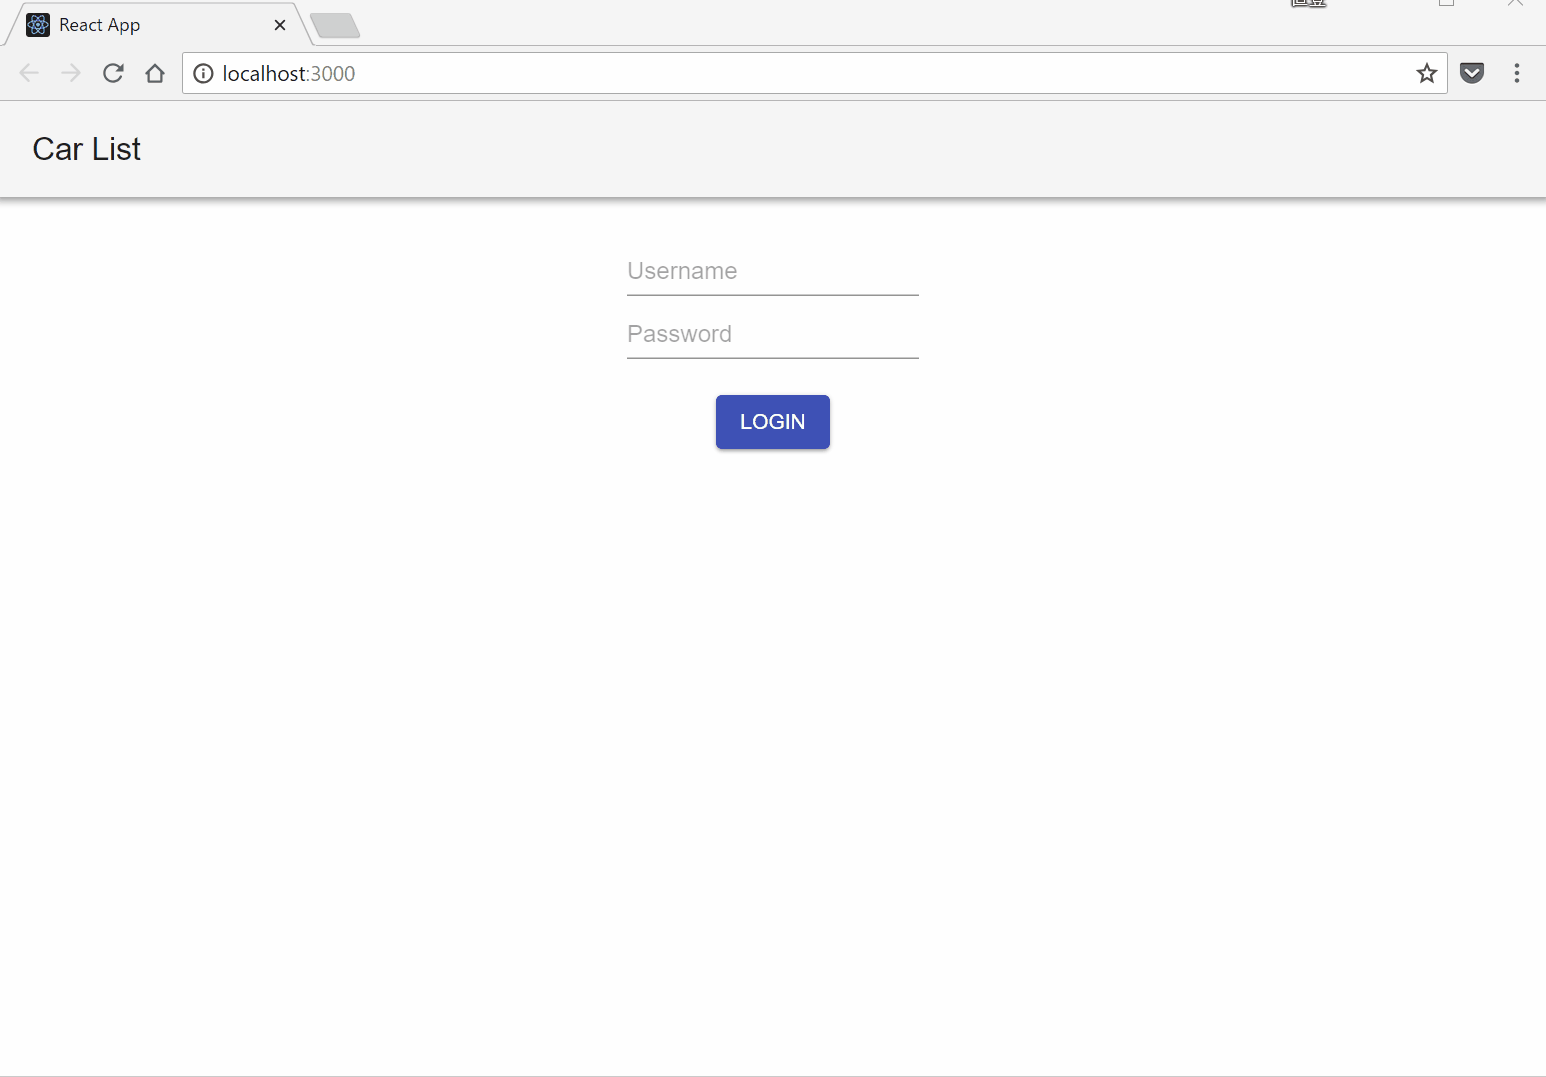 React App
localhost:3000
Car List
Username
Password
LOGIN